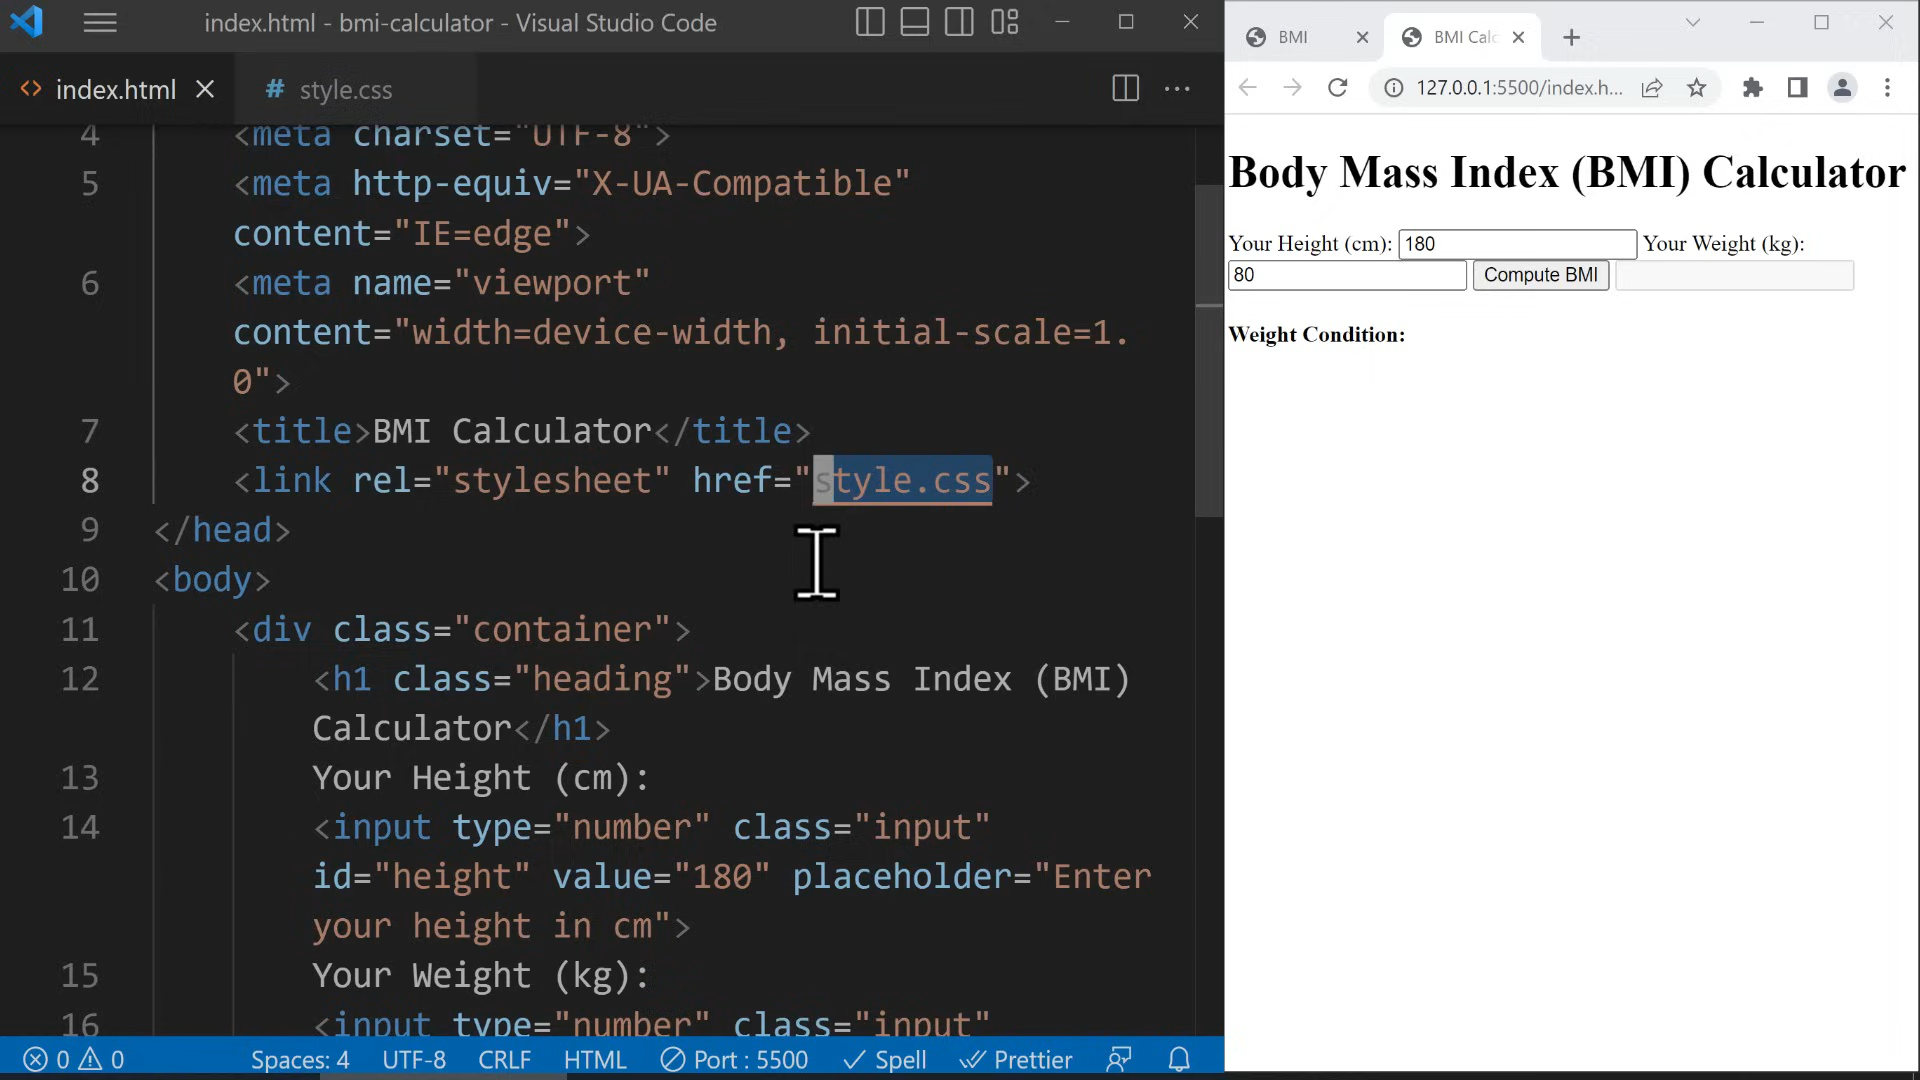 index.html - bmi-calculator - Visual Studio Code
index.html
# style.css
4 <meta charset="UTF-8">
5 <meta http-equiv="X-UA-Compatible"
content="IE=edge">
6 <meta name="viewport"
content="width=device-width, initial-scale=1.
0">
7 <title>BMI Calculator</title>
8 <link rel="stylesheet" href="style.css">
9 </head>
10 <body>
11 <div class="container">
12 <h1 class="heading">Body Mass Index (BMI)
Calculator</h1>
13 Your Height (cm):
14 <input type="number" class="input"
id="height" value="180" placeholder="Enter
your height in cm">
15 Your Weight (kg):
16 <input type="number" class="input"
0 0 Spaces: 4 UTF-8 CRLF HTML Port : 5500 Spell Prettier
BMI
BMI Calc
127.0.0.1:5500/index.h...
Body Mass Index (BMI) Calculator
Your Height (cm): 180 Your Weight (kg):
80 Compute BMI
Weight Condition: